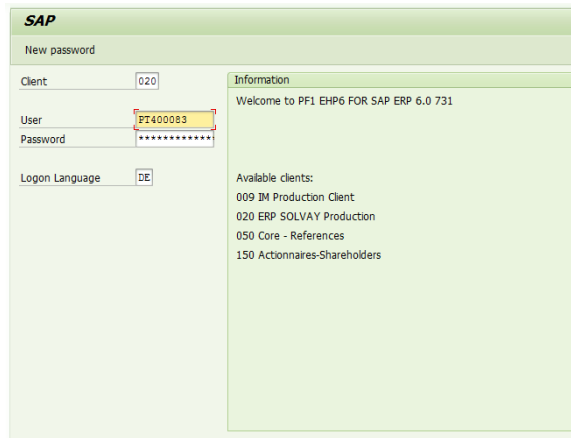 SAP
New password
Client 020
User PT400083
Password ************
Logon Language DE
Information
Welcome to PF1 EHP6 FOR SAP ERP 6.0 731
Available clients:
009 IM Production Client
020 ERP SOLVAY Production
050 Core - References
150 Actionnaires-Shareholders